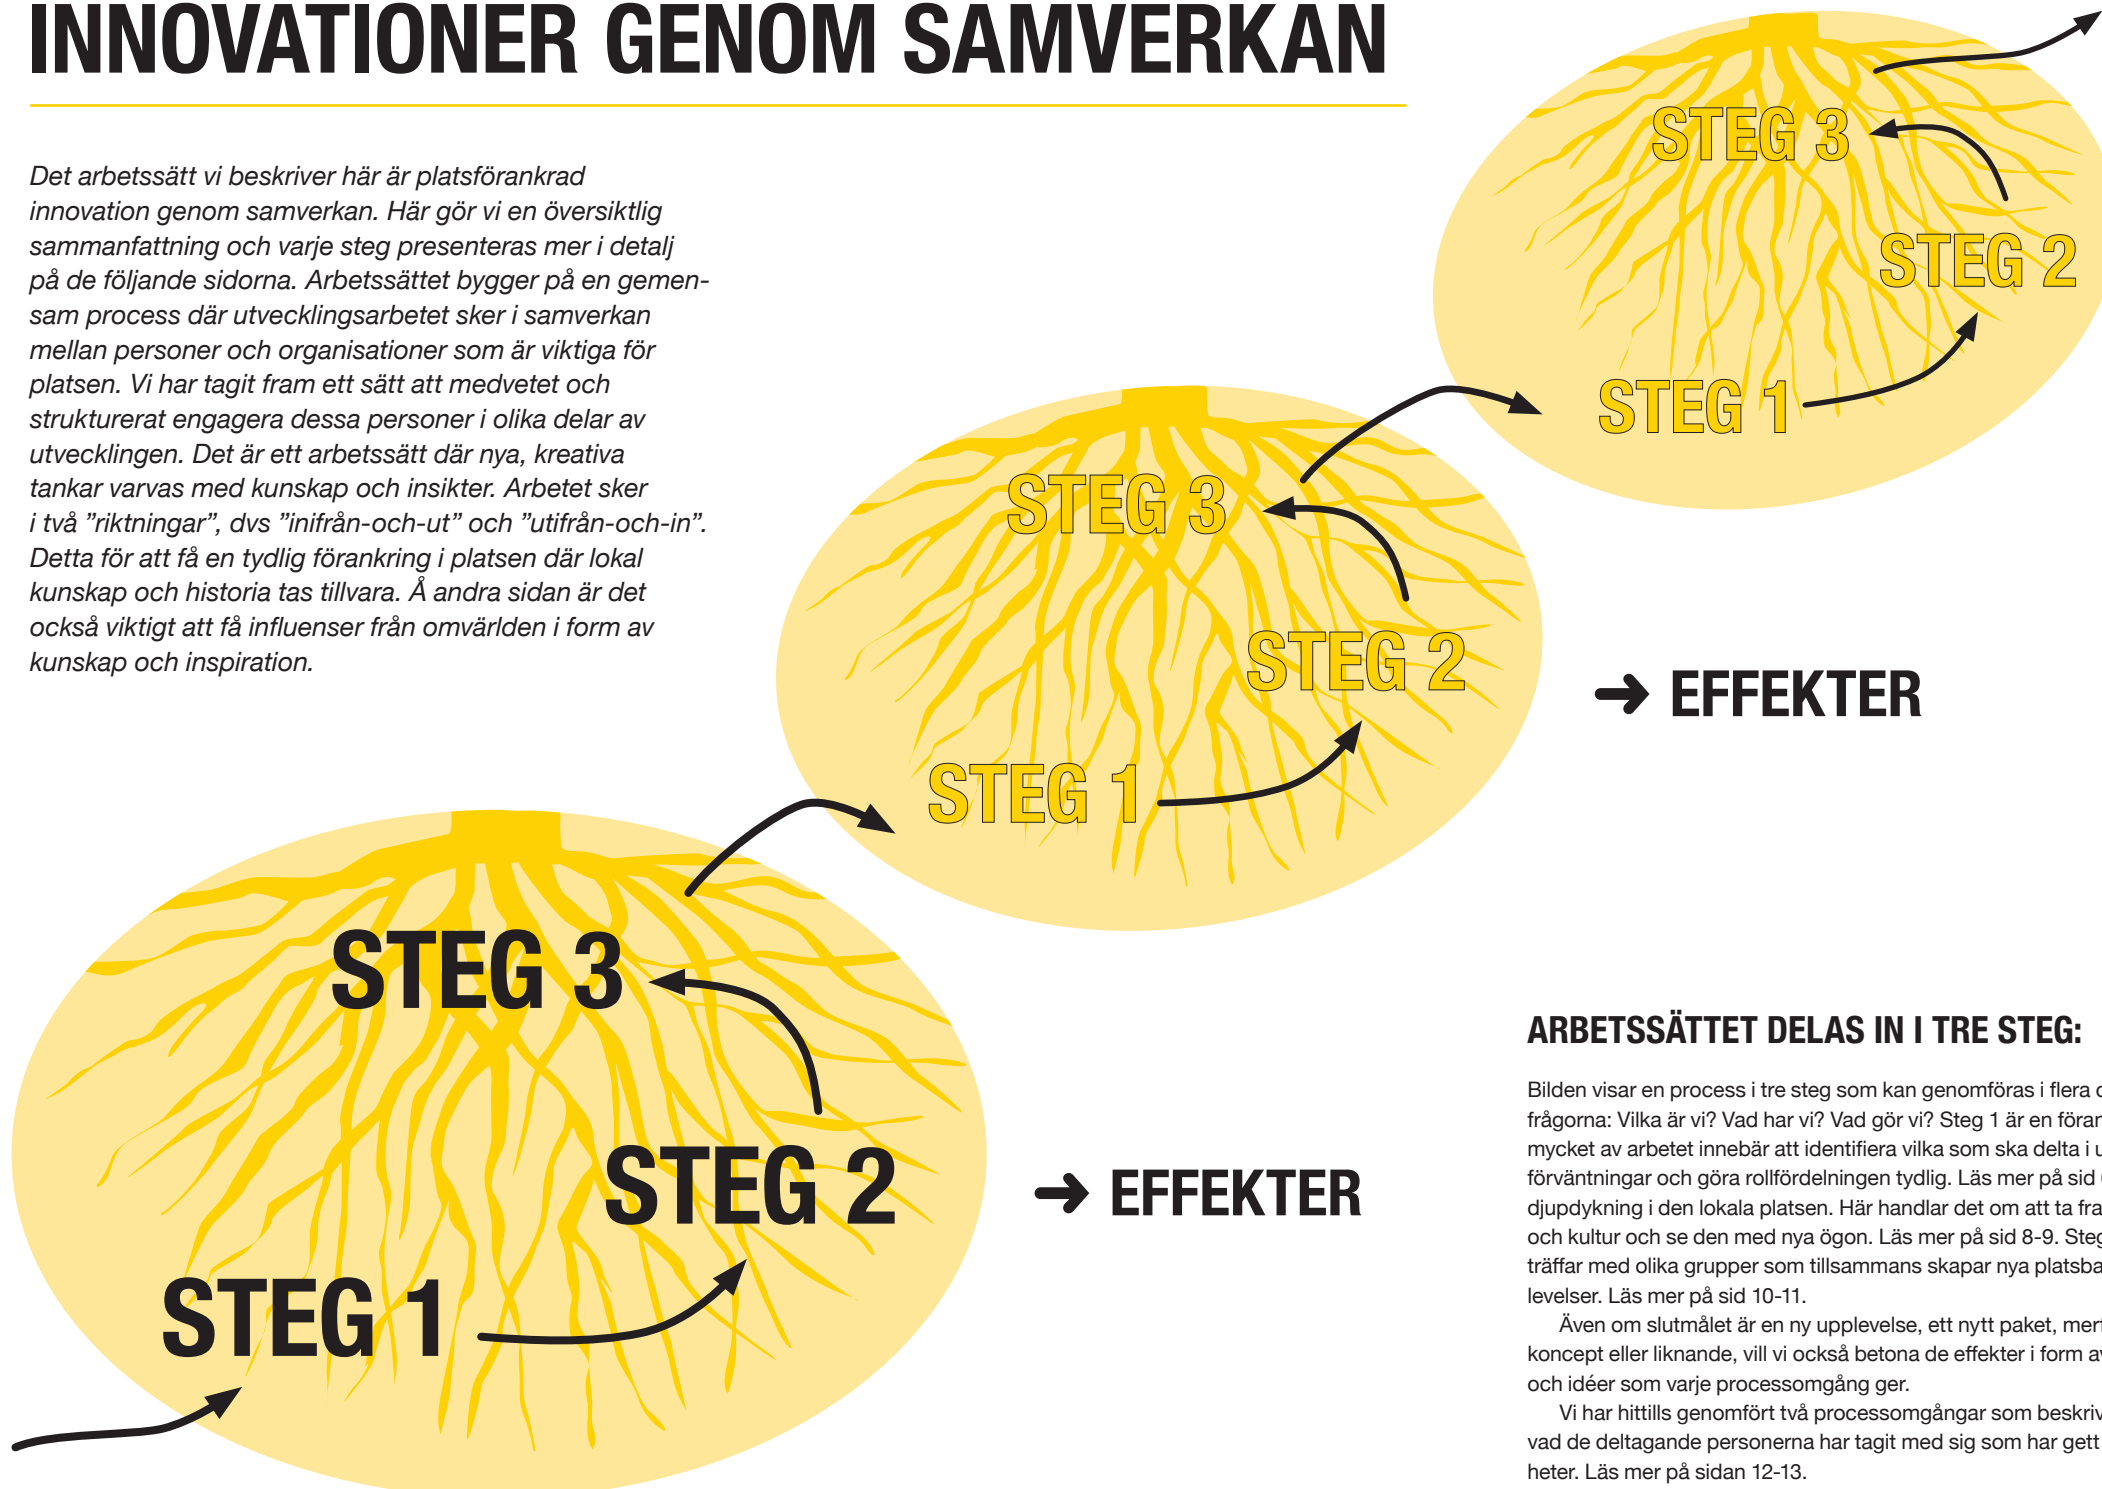 INNOVATIONER GENOM SAMVERKAN
Det arbetssätt vi beskriver här är platsförankrad
innovation genom samverkan. Här gör vi en översiktlig
sammanfattning och varje steg presenteras mer i detalj
på de följande sidorna. Arbetssättet bygger på en gemen-
sam process där utvecklingsarbetet sker i samverkan
mellan personer och organisationer som är viktiga för
platsen. Vi har tagit fram ett sätt att medvetet och
strukturerat engagera dessa personer i olika delar av
utvecklingen. Det är ett arbetssätt där nya, kreativa
tankar varvas med kunskap och insikter. Arbetet sker
i två ”riktningar”, dvs ”inifrån-och-ut” och ”utifrån-och-in”.
Detta för att få en tydlig förankring i platsen där lokal
kunskap och historia tas tillvara. Å andra sidan är det
också viktigt att få influenser från omvärlden i form av
kunskap och inspiration.
STEG 3
STEG 2
STEG 1
STEG 3
STEG 2
STEG 1
➜ EFFEKTER
STEG 3
STEG 2
STEG 1
➜ EFFEKTER
ARBETSSÄTTET DELAS IN I TRE STEG:
Bilden visar en process i tre steg som kan genomföras i flera
frågorna: Vilka är vi? Vad har vi? Vad gör vi? Steg 1 är en
mycket av arbetet innebär att identifiera vilka som ska delta i
förväntningar och göra rollfördelningen tydlig. Läs mer på sid
djupdykning i den lokala platsen. Här handlar det om att ta
och kultur och se den med nya ögon. Läs mer på sid 8-9.
träffar med olika grupper som tillsammans skapar nya
levelser. Läs mer på sid 10-11.
Även om slutmålet är en ny upplevelse, ett nytt paket,
koncept eller liknande, vill vi också betona de effekter i form
och idéer som varje processomgång ger.
Vi har hittills genomfört två processomgångar som
vad de deltagande personerna har tagit med sig som har gett
heter. Läs mer på sidan 12-13.